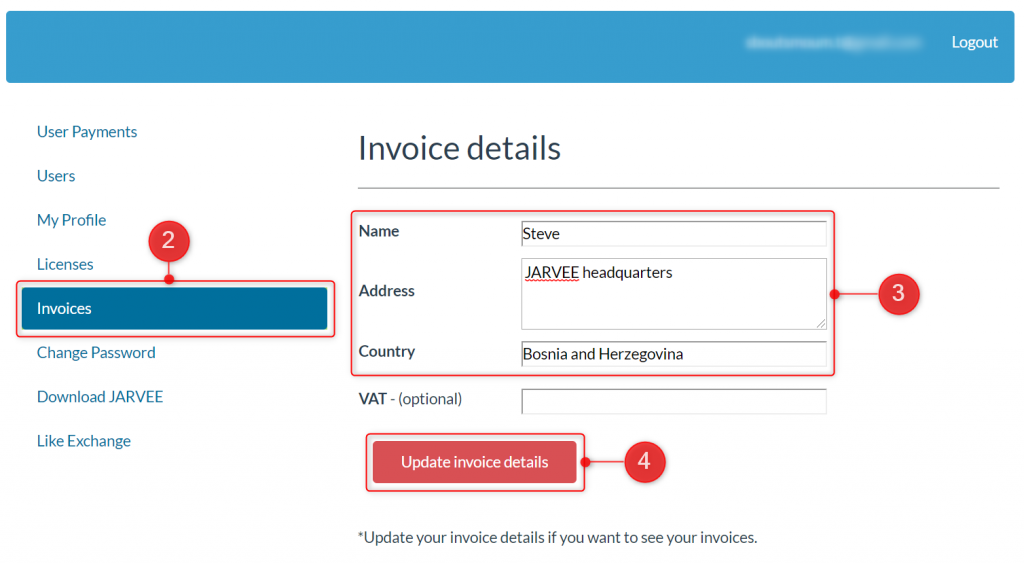 Logout
User Payments
Users
My Profile
2
Licenses
Invoices
Change Password
Download JARVEE
Like Exchange
Invoice details
Name Steve
Address JARVEE headquarters
3
Country Bosnia and Herzegovina
VAT - (optional)
Update invoice details 4
*Update your invoice details if you want to see your invoices.